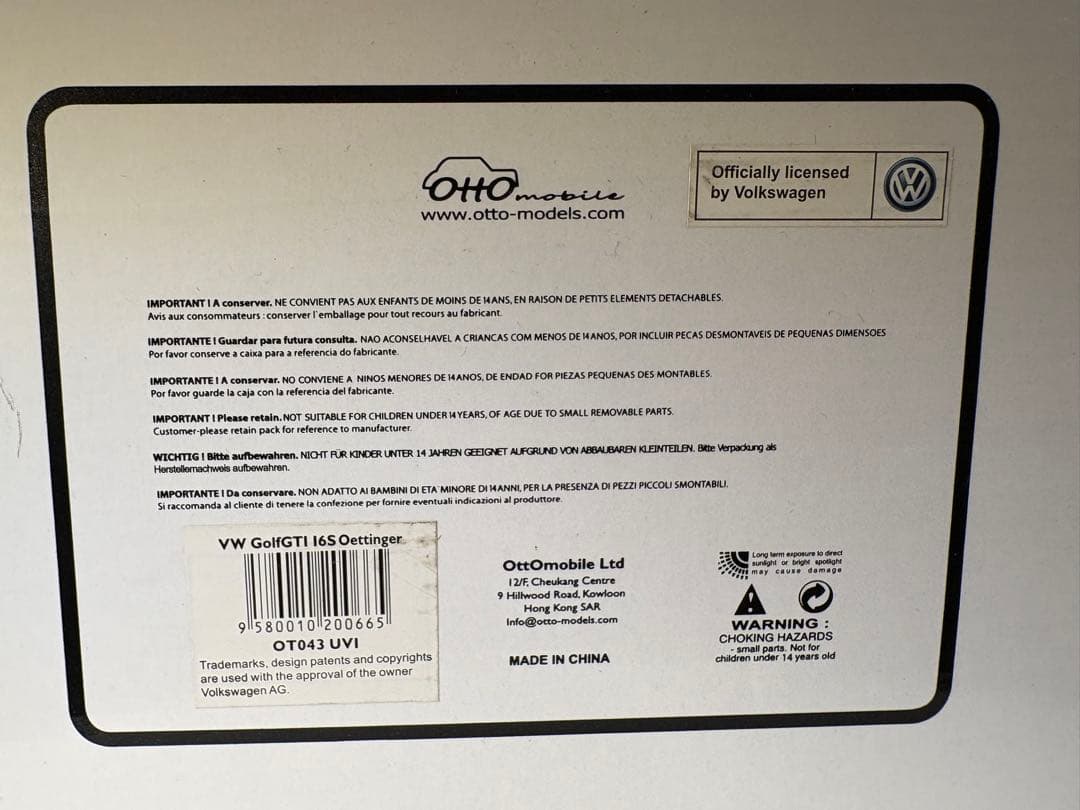 OttOmobile
www.otto-models.com
Officially licensed
by Volkswagen
IMPORTANT ! A conserver. NE CONVIENT PAS AUX ENFANTS DE MOINS DE 14 ANS, EN RAISON DE PETITS ELEMENTS DETACHABLES.
Avis aux consommateurs : conserver l'emballage pour tout recours au fabricant.
IMPORTANTE ! Guardar para futura consulta. NAO ACONSELHAVEL A CRIANCAS COM MENOS DE 14 ANOS, POR INCLUIR PECAS DESMONTAVEIS DE PEQUENAS DIMENSOES
Por favor conserve a caixa para a referencia do fabricante.
IMPORTANTE ! A conservar. NO CONVIENE A NINOS MENORES DE 14 ANOS, DE ENDAD FOR PIEZAS PEQUENAS DES MONTABLES.
Por favor guarde la caja con la referencia del fabricante.
IMPORTANT ! Please retain. NOT SUITABLE FOR CHILDREN UNDER 14 YEARS, OF AGE DUE TO SMALL REMOVABLE PARTS.
Customer-please retain pack for reference to manufacturer.
WICHTIG ! Bitte aufbewahren. NICHT FÜR KINDER UNTER 14 JAHREN GEEIGNET AUFGRUND VON ABBAUBAREN KLEINTEILEN. Bitte Verpackung als
Herstellernachweis aufbewahren.
IMPORTANTE ! Da conservare. NON ADATTO AI BAMBINI DI ETA' MINORE DI 14 ANNI, PER LA PRESENZA DI PEZZI PICCOLI SMONTABILI.
Si raccomanda al cliente di tenere la confezione per fornire eventuali indicazioni al produttore.
VW GolfGTI 16S Oettinger
9 580010 200665
OT043 UVI
Trademarks, design patents and copyrights
are used with the approval of the owner
Volkswagen AG.
OttOmobile Ltd
12/F, Cheukang Centre
9 Hillwood Road, Kowloon
Hong Kong SAR
Info@otto-models.com
MADE IN CHINA
Long term exposure to direct
sunlight or bright spotlight
may cause damage
WARNING :
CHOKING HAZARDS
- small parts. Not for
children under 14 years old